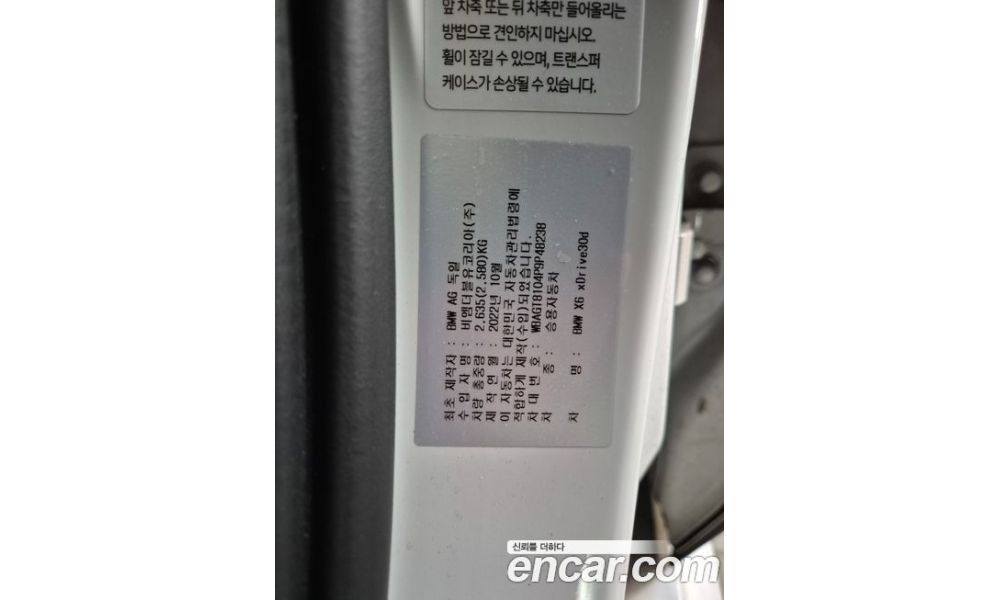 앞 차축 또는 뒤 차축만 들어올리는
방법으로 견인하지 마십시오.
휠이 잠길 수 있으며, 트랜스퍼
케이스가 손상될 수 있습니다.
최초 제작자 : BMW AG 독일
수입 자명 : 비엠더블유코리아(주)
차량 총중량 : 2.635(2.580)KG
제작연월 : 2022년 10월
이 자동차는 대한민국 자동차관리법령에
적합하게 제작(수입)되었습니다.
차대번호 : WBAGT8104P9P48238
차 종 : 승용자동차
차 명 : BMW X6 xDrive30d
신뢰를 더하다
encar.com